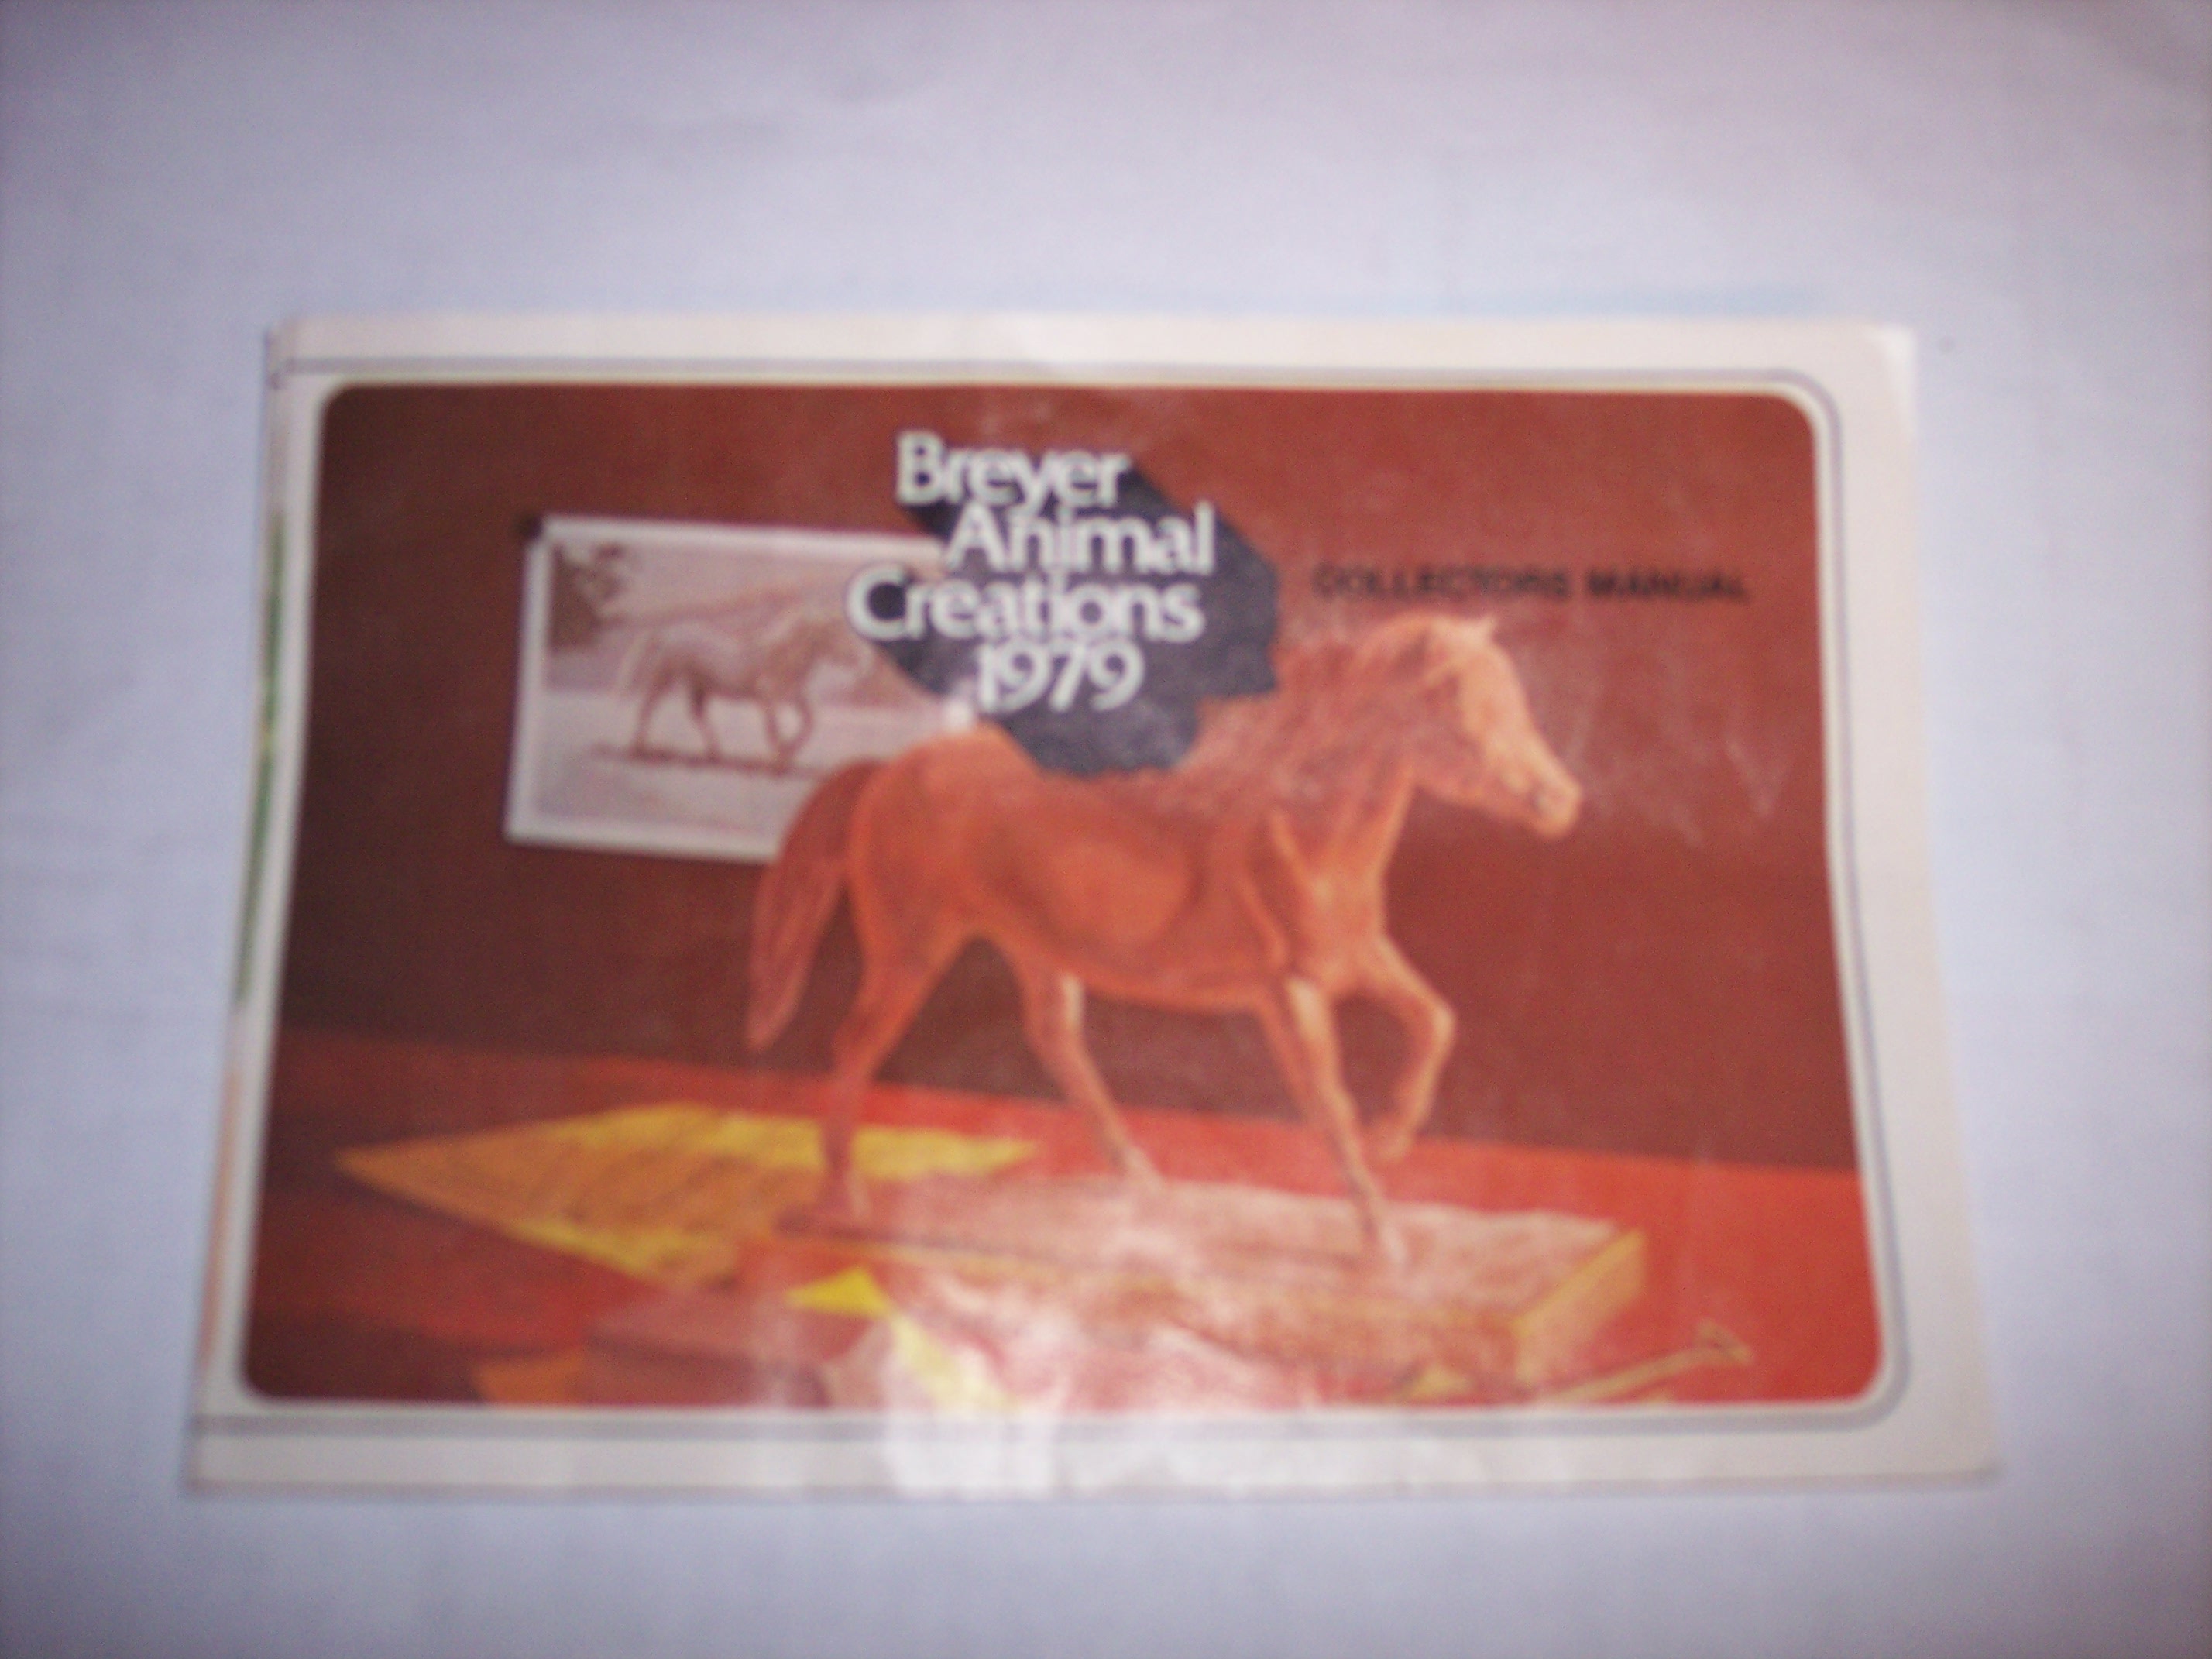 Breyer
Animal
Creations
1979
COLLECTORS MANUAL